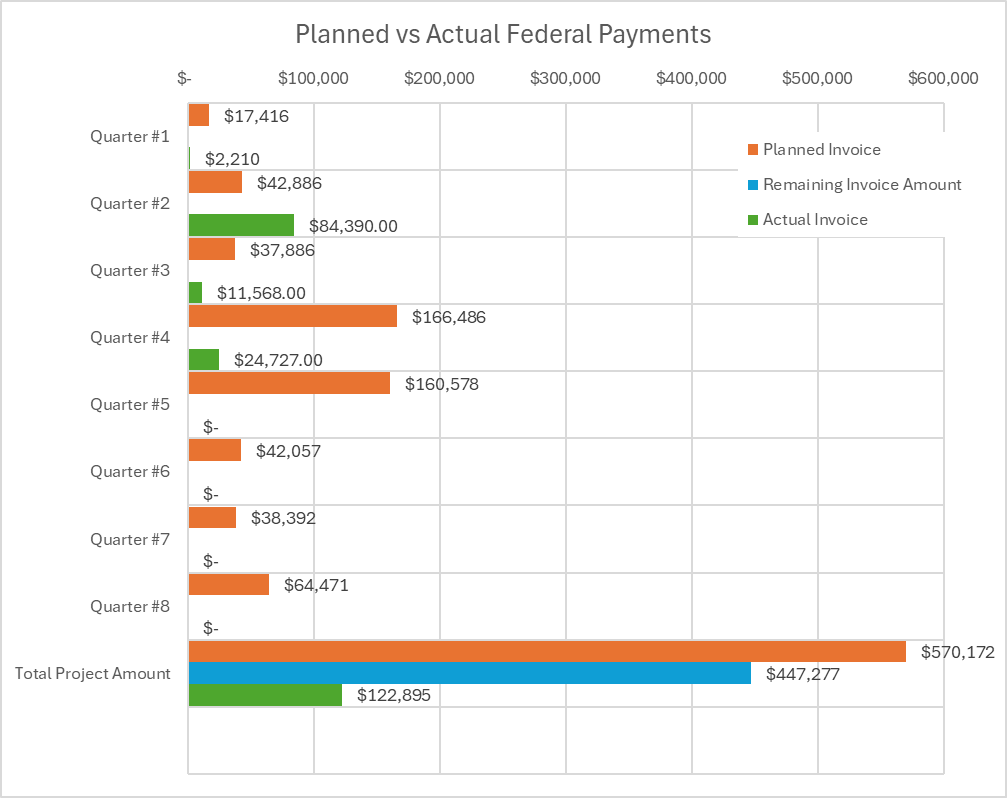 Planned vs Actual Federal Payments
$- $100,000 $200,000 $300,000 $400,000 $500,000 $600,000
$17,416
Quarter #1
$2,210
$42,886
Quarter #2
$84,390.00
$37,886
Quarter #3
$11,568.00
$166,486
Quarter #4
$24,727.00
$160,578
Quarter #5
$-
$42,057
Quarter #6
$-
$38,392
Quarter #7
$-
$64,471
Quarter #8
$-
$570,172
Total Project Amount $447,277
$122,895
Planned Invoice
Remaining Invoice Amount
Actual Invoice